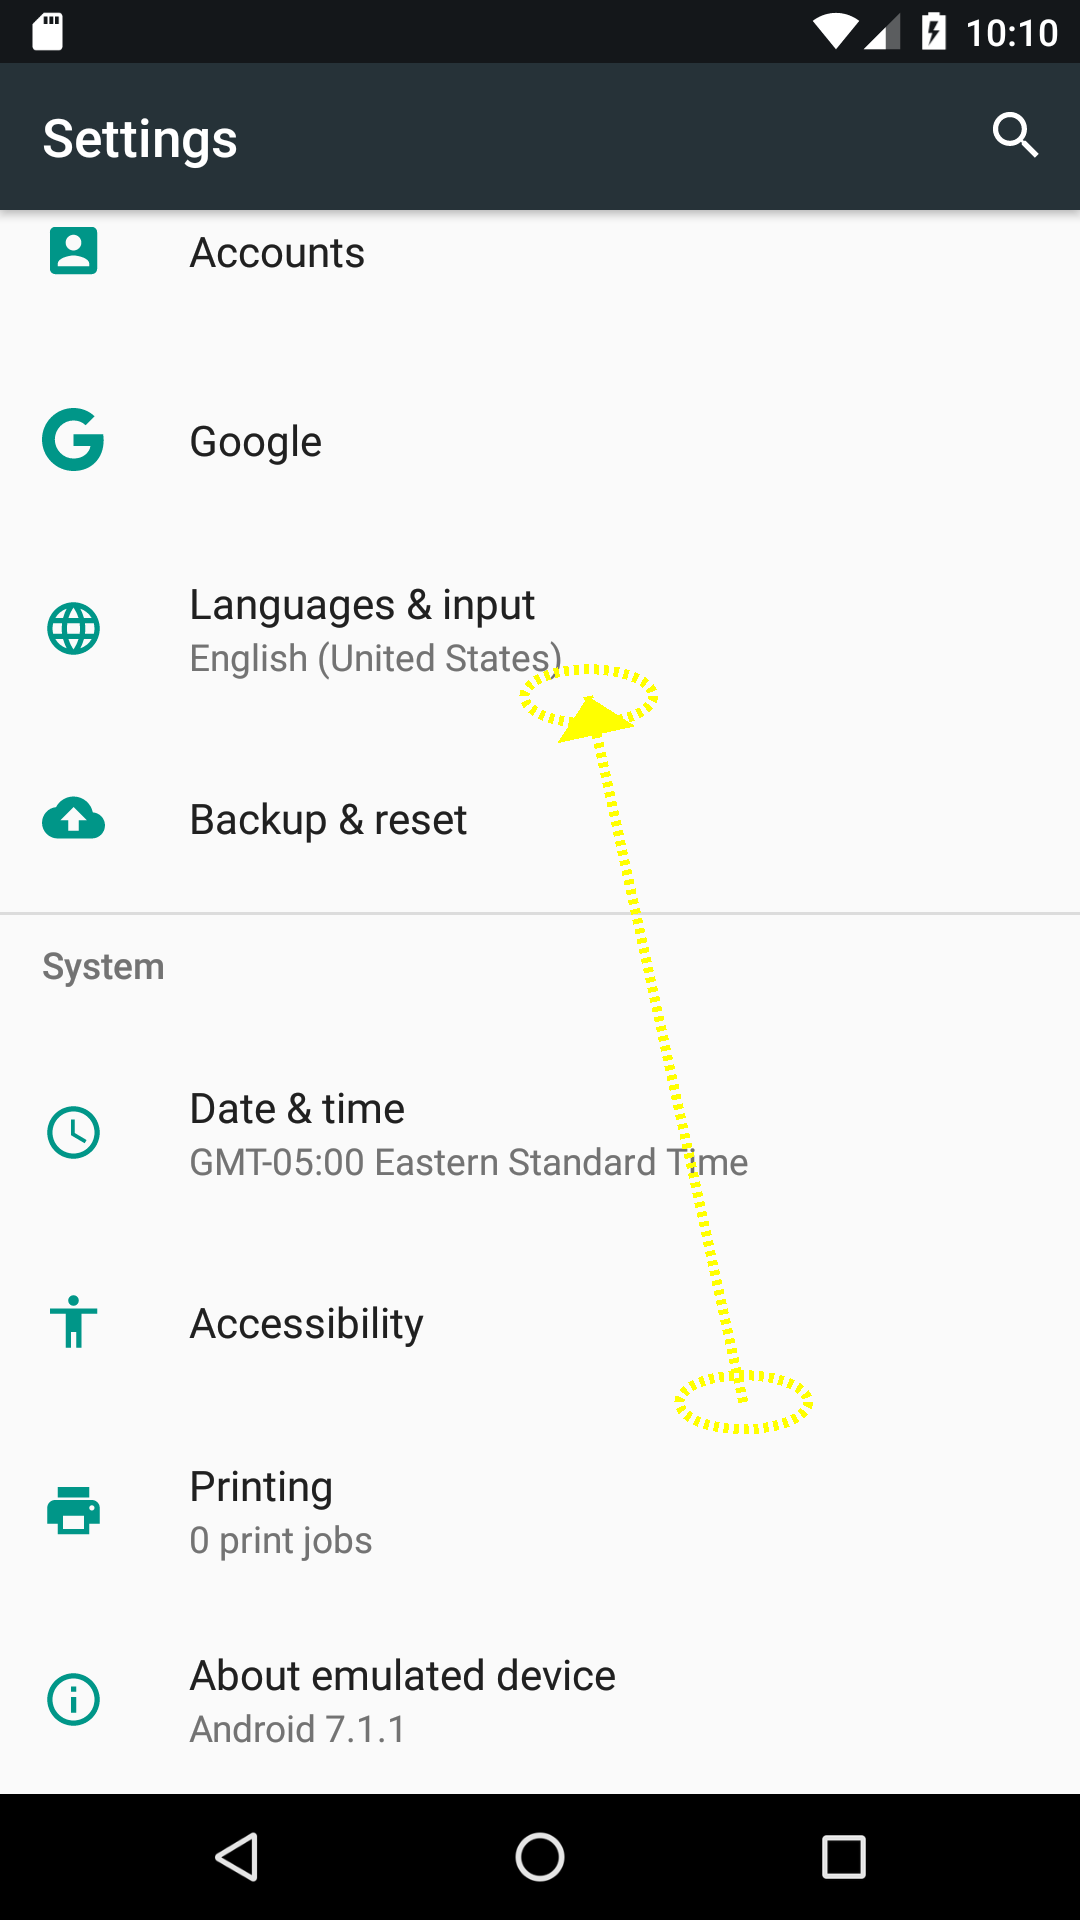 10:10
Settings
Accounts
Google
Languages & input
English (United States)
Backup & reset
System
Date & time
GMT-05:00 Eastern Standard Time
Accessibility
Printing
0 print jobs
About emulated device
Android 7.1.1